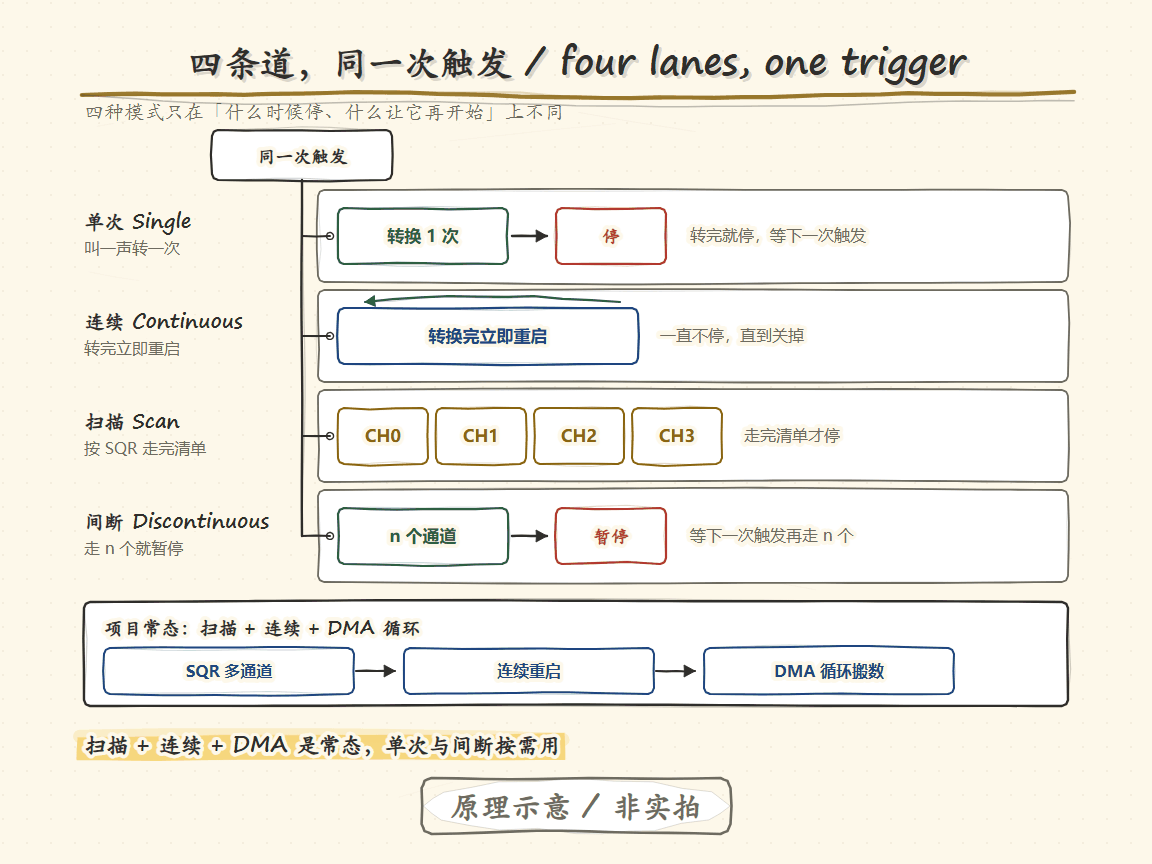 四条道，同一次触发 / four lanes, one trigger
四种模式只在「什么时候停、什么让它再开始」上不同
同一次触发
单次 Single
叫一声转一次
转换 1 次
停
转完就停，等下一次触发
连续 Continuous
转完立即重启
转换完立即重启
一直不停，直到关掉
扫描 Scan
按 SQR 走完清单
CH0
CH1
CH2
CH3
走完清单才停
间断 Discontinuous
走 n 个就暂停
n 个通道
暂停
等下一次触发再走 n 个
项目常态：扫描 + 连续 + DMA 循环
SQR 多通道
连续重启
DMA 循环搬数
扫描 + 连续 + DMA 是常态，单次与间断按需用
原理示意 / 非实拍